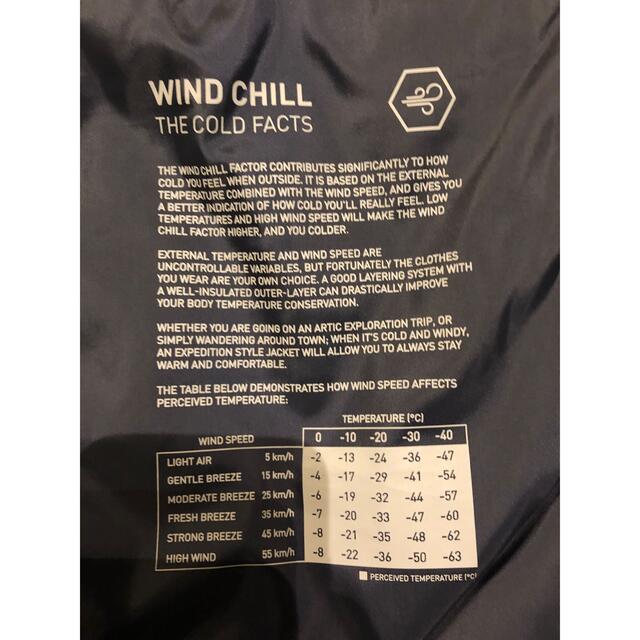 WIND CHILL
THE COLD FACTS
THE WIND CHILL FACTOR CONTRIBUTES SIGNIFICANTLY TO HOW
COLD YOU FEEL WHEN OUTSIDE. IT IS BASED ON THE EXTERNAL
TEMPERATURE COMBINED WITH THE WIND SPEED, AND GIVES YOU
A BETTER INDICATION OF HOW COLD YOU'LL REALLY FEEL. LOW
TEMPERATURES AND HIGH WIND SPEED WILL MAKE THE WIND
CHILL FACTOR HIGHER, AND YOU COLDER.
EXTERNAL TEMPERATURE AND WIND SPEED ARE
UNCONTROLLABLE VARIABLES, BUT FORTUNATELY THE CLOTHES
YOU WEAR ARE YOUR OWN CHOICE. A GOOD LAYERING SYSTEM WITH
A WELL-INSULATED OUTER-LAYER CAN DRASTICALLY IMPROVE
YOUR BODY TEMPERATURE CONSERVATION.
WHETHER YOU ARE GOING ON AN ARTIC EXPLORATION TRIP, OR
SIMPLY WANDERING AROUND TOWN; WHEN IT'S COLD AND WINDY,
AN EXPEDITION STYLE JACKET WILL ALLOW YOU TO ALWAYS STAY
WARM AND COMFORTABLE.
THE TABLE BELOW DEMONSTRATES HOW WIND SPEED AFFECTS
PERCEIVED TEMPERATURE:
TEMPERATURE (°C)
WIND SPEED 0 -10 -20 -30 -40
LIGHT AIR 5 km/h -2 -13 -24 -36 -47
GENTLE BREEZE 15 km/h -4 -17 -29 -41 -54
MODERATE BREEZE 25 km/h -6 -19 -32 -44 -57
FRESH BREEZE 35 km/h -7 -20 -33 -47 -60
STRONG BREEZE 45 km/h -8 -21 -35 -48 -62
HIGH WIND 55 km/h -8 -22 -36 -50 -63
PERCEIVED TEMPERATURE (°C)